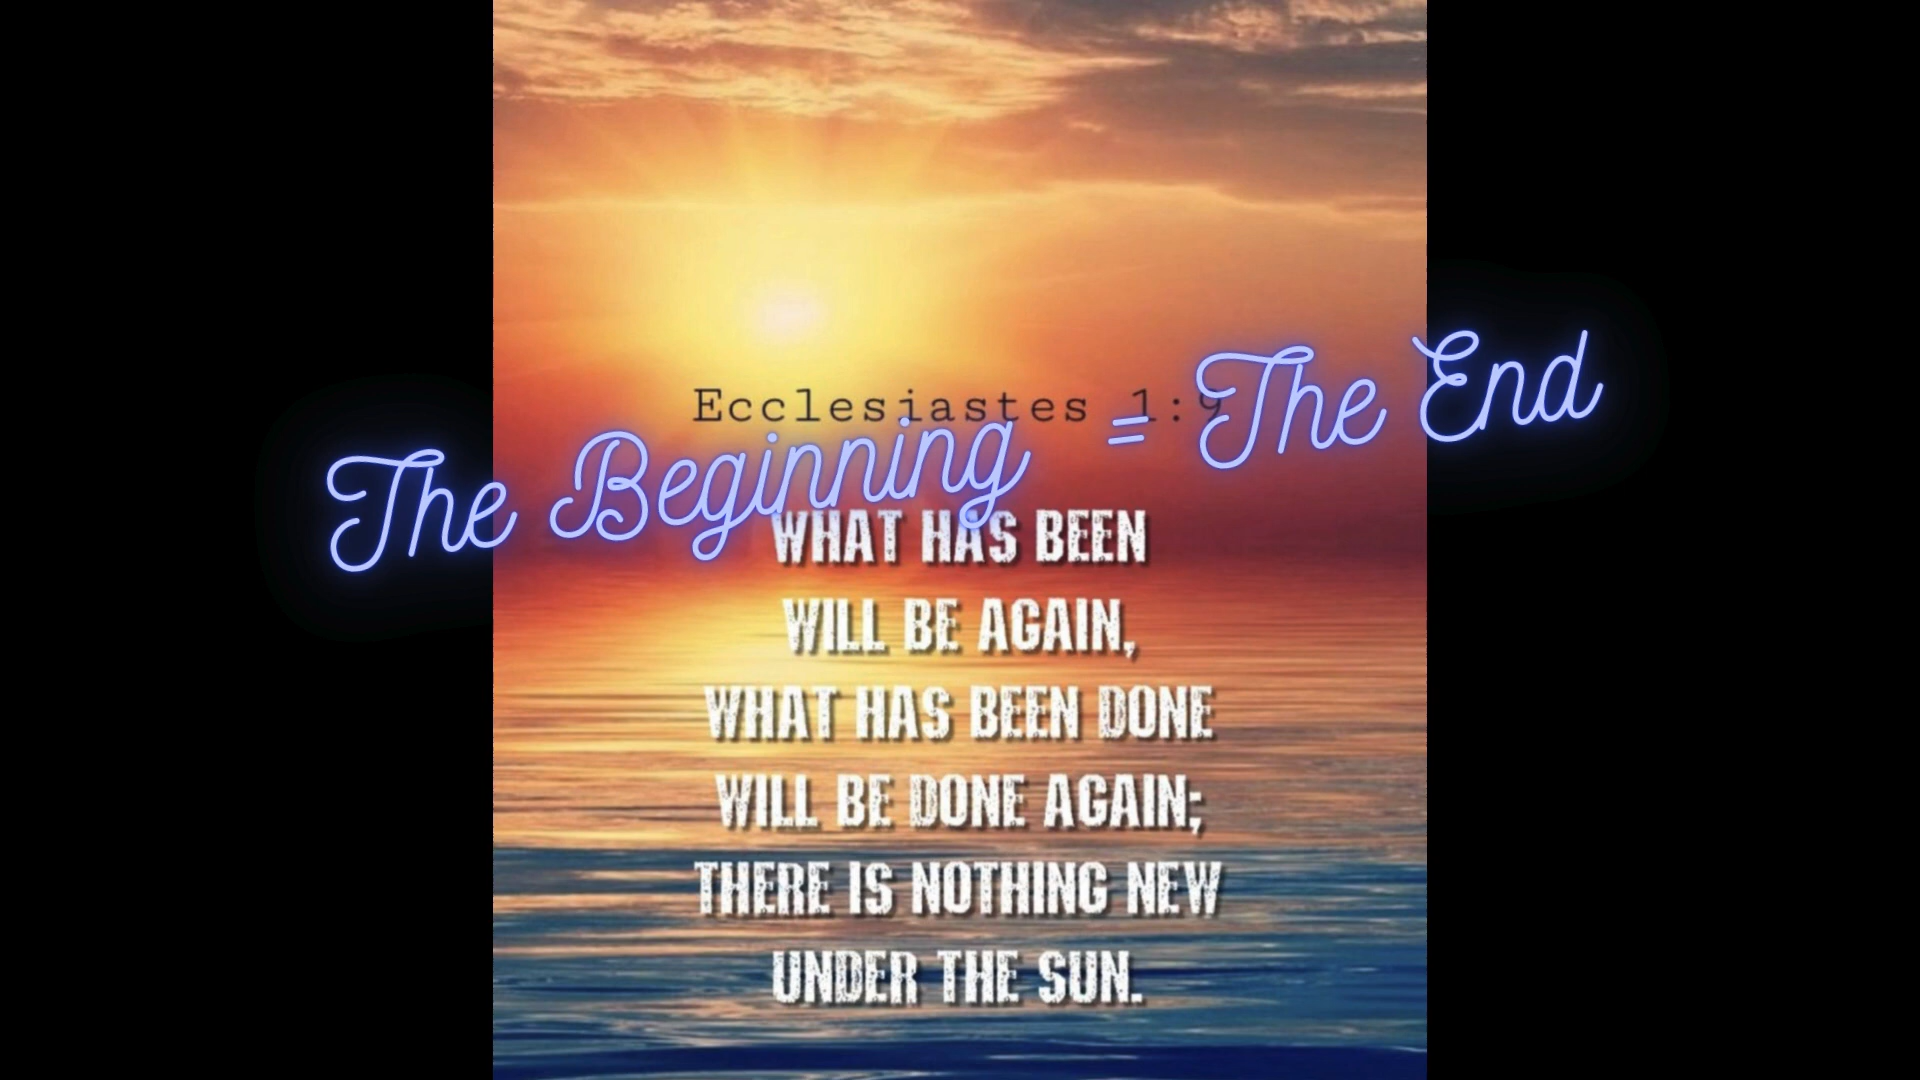 Ecclesiastes 1:9
The Beginning = The End
WHAT HAS BEEN
WILL BE AGAIN,
WHAT HAS BEEN DONE
WILL BE DONE AGAIN;
THERE IS NOTHING NEW
UNDER THE SUN.